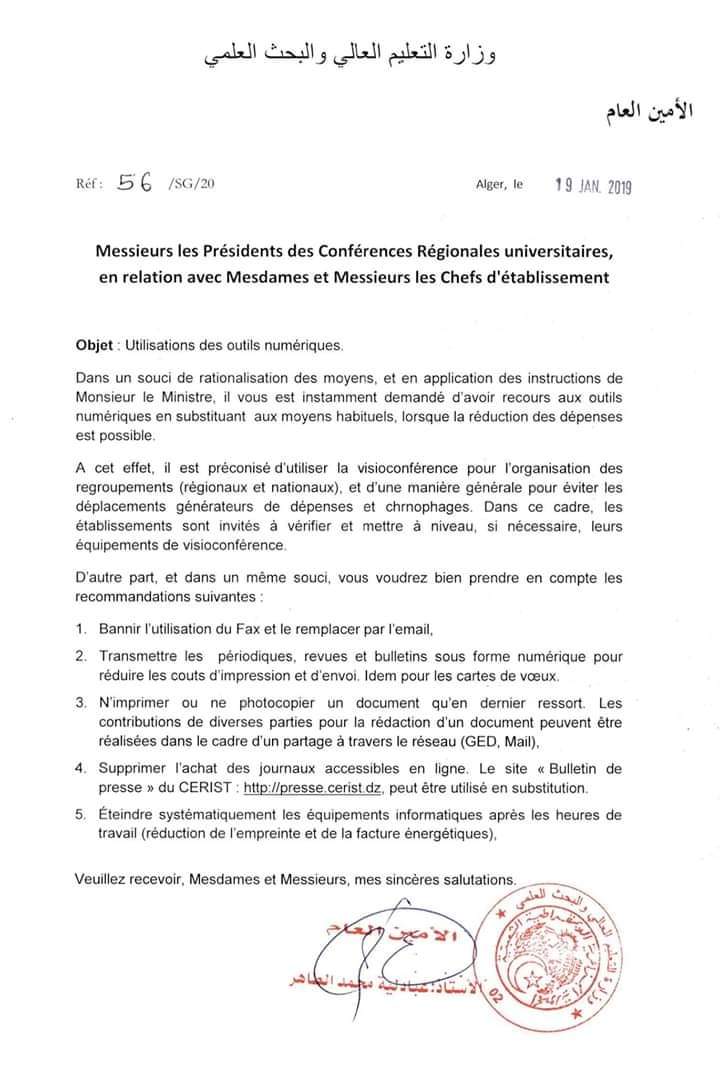 وزارة التعليم العالي والبحث العلمي
الأمين العام
Réf : 56 /SG/20
Alger, le 19 JAN. 2019
Messieurs les Présidents des Conférences Régionales universitaires,
en relation avec Mesdames et Messieurs les Chefs d'établissement
Objet : Utilisations des outils numériques.
Dans un souci de rationalisation des moyens, et en application des instructions de
Monsieur le Ministre, il vous est instamment demandé d'avoir recours aux outils
numériques en substituant aux moyens habituels, lorsque la réduction des dépenses
est possible.
A cet effet, il est préconisé d'utiliser la visioconférence pour l'organisation des
regroupements (régionaux et nationaux), et d'une manière générale pour éviter les
déplacements générateurs de dépenses et chrnophages. Dans ce cadre, les
établissements sont invités à vérifier et mettre à niveau, si nécessaire, leurs
équipements de visioconférence.
D'autre part, et dans un même souci, vous voudrez bien prendre en compte les
recommandations suivantes :
1. Bannir l'utilisation du Fax et le remplacer par l'email,
2. Transmettre les périodiques, revues et bulletins sous forme numérique pour
réduire les couts d'impression et d'envoi. Idem pour les cartes de vœux.
3. N'imprimer ou ne photocopier un document qu'en dernier ressort. Les
contributions de diverses parties pour la rédaction d'un document peuvent être
réalisées dans le cadre d'un partage à travers le réseau (GED, Mail),
4. Supprimer l'achat des journaux accessibles en ligne. Le site « Bulletin de
presse » du CERIST : http://presse.cerist.dz, peut être utilisé en substitution.
5. Éteindre systématiquement les équipements informatiques après les heures de
travail (réduction de l'empreinte et de la facture énergétiques),
Veuillez recevoir, Mesdames et Messieurs, mes sincères salutations.
الأمين العام
الأستاذ: عبادلية محمد الطاهر
وزارة التعليم العالي والبحث العلمي
02